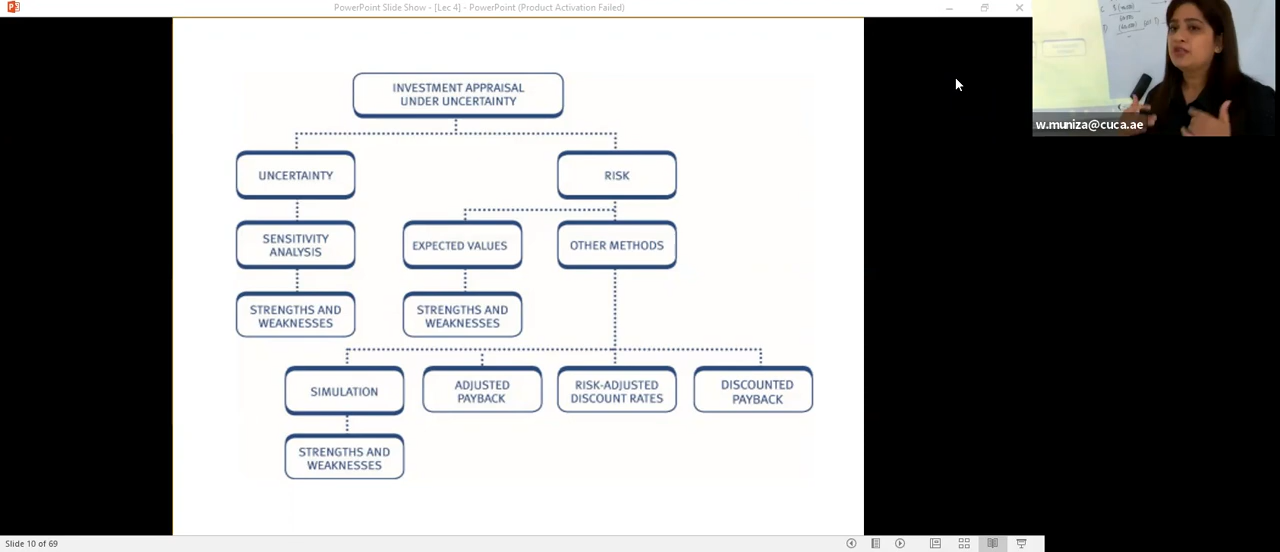 PowerPoint Slide Show - [Lec 4] - PowerPoint (Product Activation Failed)
w.muniza@cuca.ae
INVESTMENT APPRAISAL
UNDER UNCERTAINTY
UNCERTAINTY
RISK
SENSITIVITY
ANALYSIS
EXPECTED VALUES
OTHER METHODS
STRENGTHS AND
WEAKNESSES
STRENGTHS AND
WEAKNESSES
SIMULATION
ADJUSTED
PAYBACK
RISK-ADJUSTED
DISCOUNT RATES
DISCOUNTED
PAYBACK
STRENGTHS AND
WEAKNESSES
Slide 10 of 69